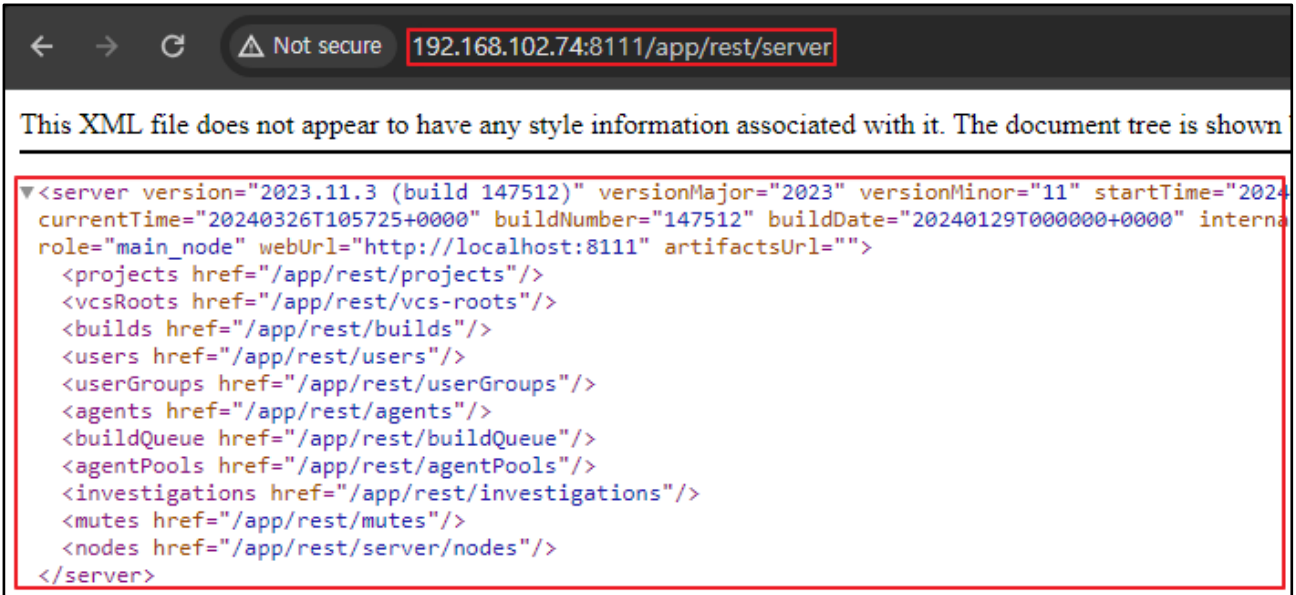 Not secure 192.168.102.74:8111/app/rest/server
This XML file does not appear to have any style information associated with it. The document tree is shown
▼<server version="2023.11.3 (build 147512)" versionMajor="2023" versionMinor="11" startTime="2024
currentTime="20240326T105725+0000" buildNumber="147512" buildDate="20240129T000000+0000" interna
role="main_node" webUrl="http://localhost:8111" artifactsUrl="">
<projects href="/app/rest/projects"/>
<vcsRoots href="/app/rest/vcs-roots"/>
<builds href="/app/rest/builds"/>
<users href="/app/rest/users"/>
<userGroups href="/app/rest/userGroups"/>
<agents href="/app/rest/agents"/>
<buildQueue href="/app/rest/buildQueue"/>
<agentPools href="/app/rest/agentPools"/>
<investigations href="/app/rest/investigations"/>
<mutes href="/app/rest/mutes"/>
<nodes href="/app/rest/server/nodes"/>
</server>